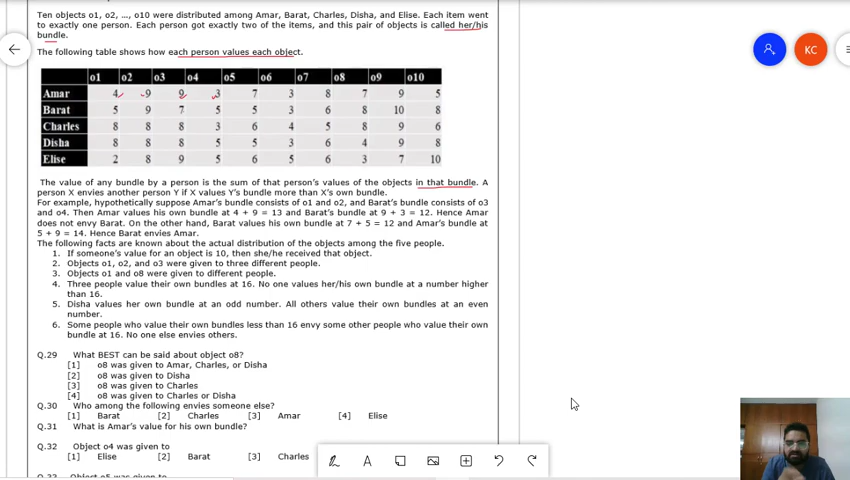 Ten objects o1, o2, ..., o10 were distributed among Amar, Barat, Charles, Disha, and Elise. Each item went
to exactly one person. Each person got exactly two of the items, and this pair of objects is called her/his
bundle.
The following table shows how each person values each object.
o1 o2 o3 o4 o5 o6 o7 o8 o9 o10
Amar 4 9 9 3 7 3 8 7 9 5
Barat 5 9 7 5 5 3 6 8 10 8
Charles 8 8 8 3 6 4 5 8 9 6
Disha 8 8 8 5 5 3 6 4 9 8
Elise 2 8 9 5 6 5 6 3 7 10
The value of any bundle by a person is the sum of that person's values of the objects in that bundle. A
person X envies another person Y if X values Y's bundle more than X's own bundle.
For example, hypothetically suppose Amar's bundle consists of o1 and o2, and Barat's bundle consists of o3
and o4. Then Amar values his own bundle at 4 + 9 = 13 and Barat's bundle at 9 + 3 = 12. Hence Amar
does not envy Barat. On the other hand, Barat values his own bundle at 7 + 5 = 12 and Amar's bundle at
5 + 9 = 14. Hence Barat envies Amar.
The following facts are known about the actual distribution of the objects among the five people.
1. If someone's value for an object is 10, then she/he received that object.
2. Objects o1, o2, and o3 were given to three different people.
3. Objects o1 and o8 were given to different people.
4. Three people value their own bundles at 16. No one values her/his own bundle at a number higher
than 16.
5. Disha values her own bundle at an odd number. All others value their own bundles at an even
number.
6. Some people who value their own bundles less than 16 envy some other people who value their own
bundle at 16. No one else envies others.
Q.29 What BEST can be said about object o8?
[1] o8 was given to Amar, Charles, or Disha
[2] o8 was given to Disha
[3] o8 was given to Charles
[4] o8 was given to Charles or Disha
Q.30 Who among the following envies someone else?
[1] Barat [2] Charles [3] Amar [4] Elise
Q.31 What is Amar's value for his own bundle?
Q.32 Object o4 was given to
[1] Elise [2] Barat [3] Charles
KC
A